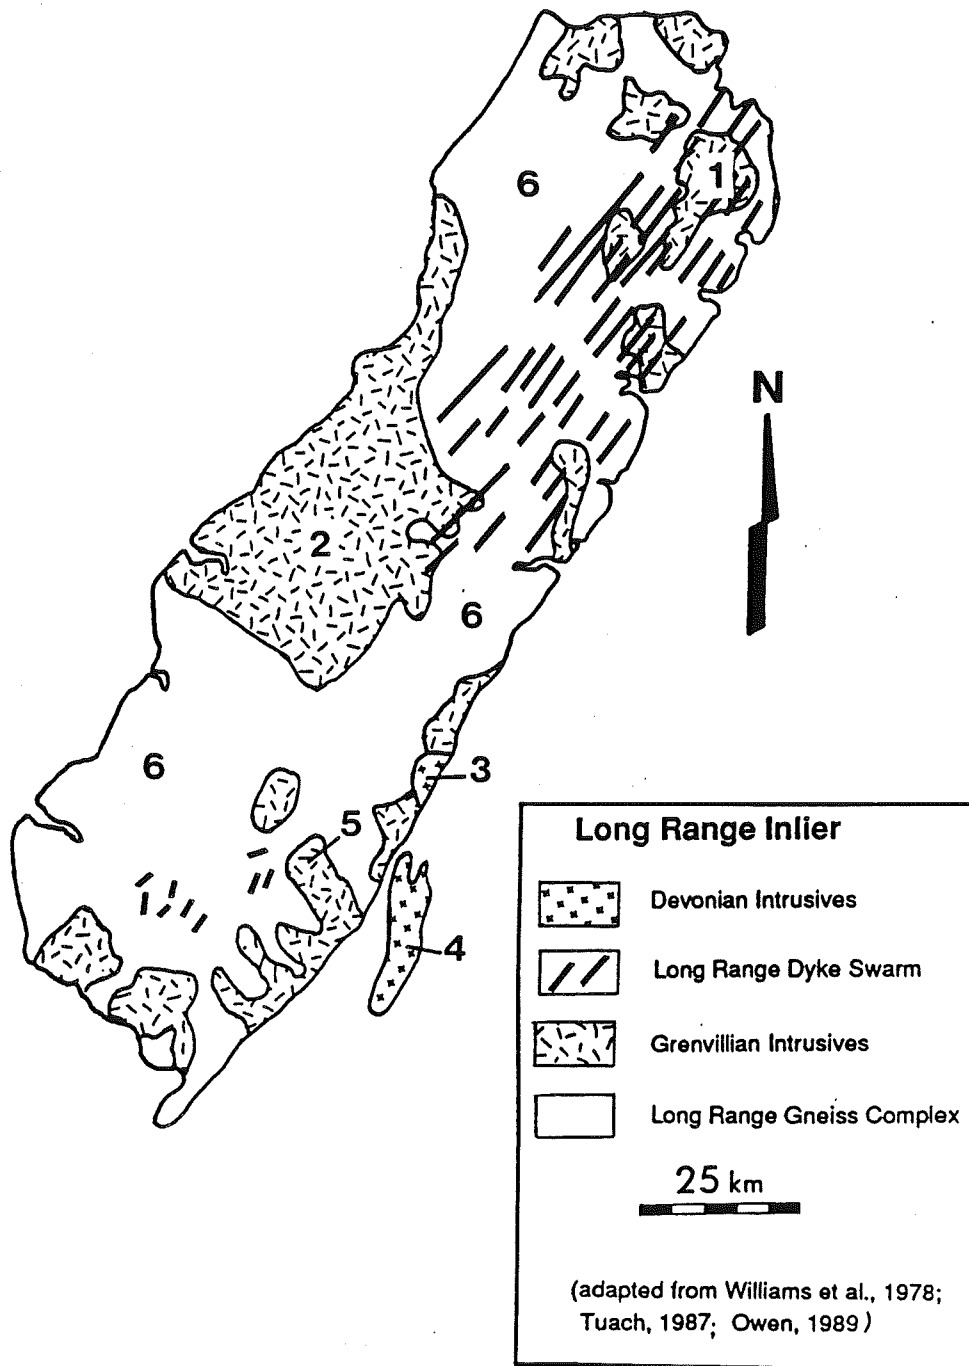 1
6
N
2
6
6
3
5
4
Long Range Inlier
Devonian Intrusives
Long Range Dyke Swarm
Grenvillian Intrusives
Long Range Gneiss Complex
25 km
(adapted from Williams et al., 1978;
Tuach, 1987; Owen, 1989)